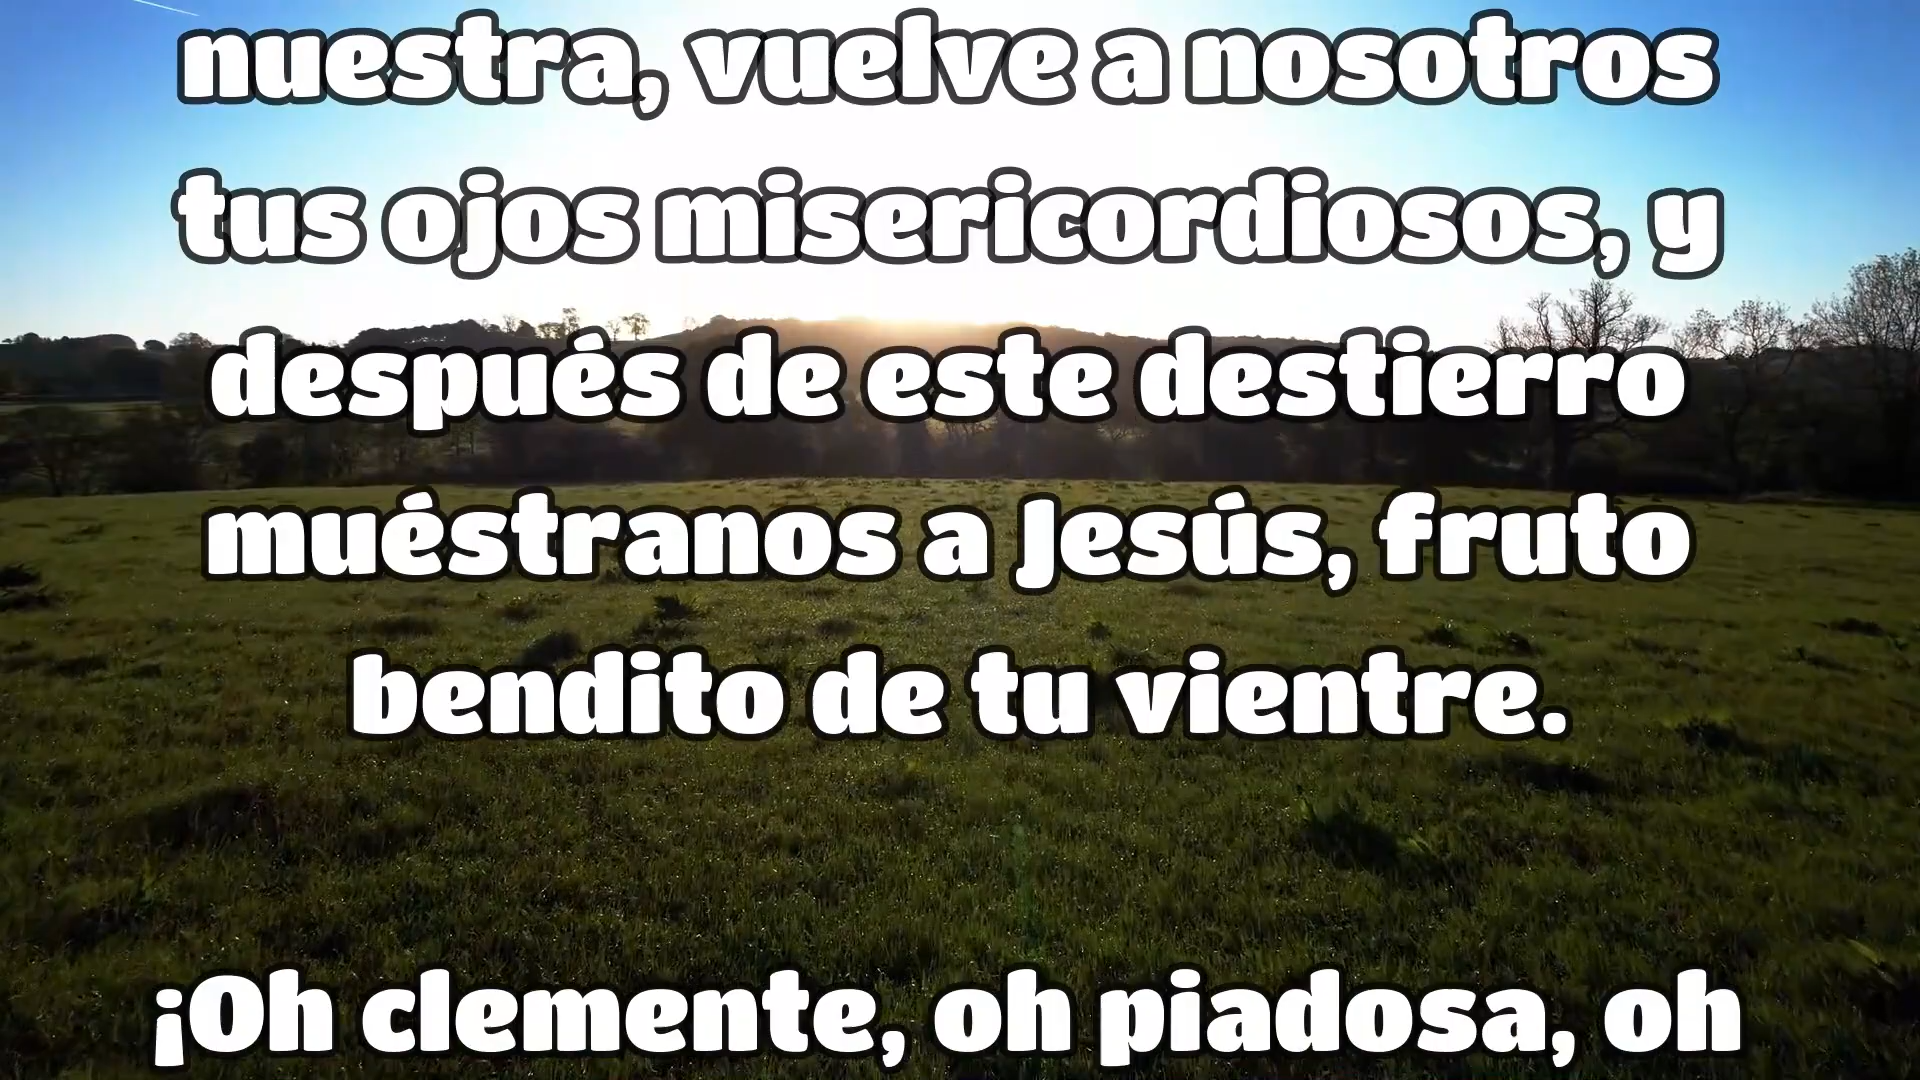 nuestra, vuelve a nosotros
tus ojos misericordiosos, y
después de este destierro
muéstranos a Jesús, fruto
bendito de tu vientre.
¡Oh clemente, oh piadosa, oh